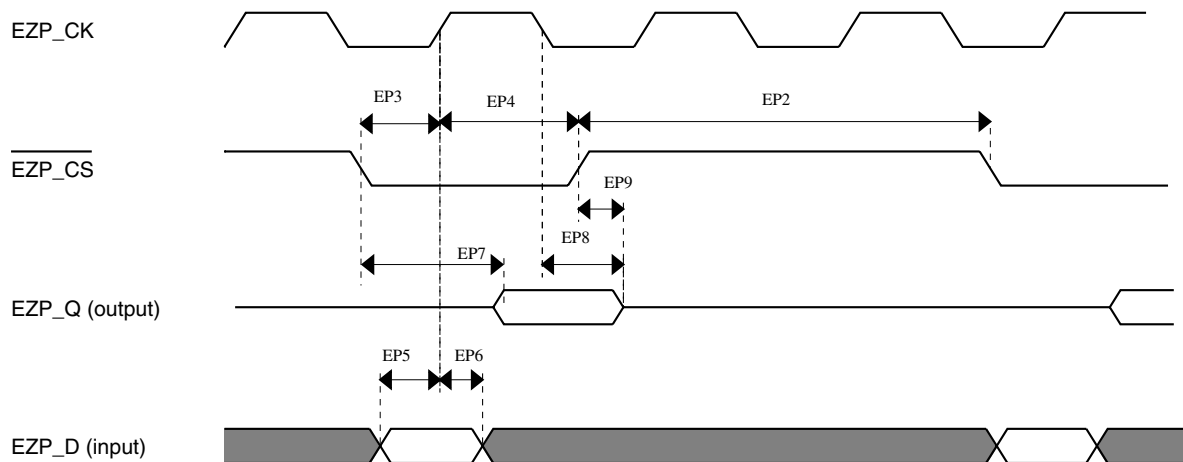 EZP_CK
EP3
EP4
EP2
EZP_CS
EP9
EP8
EP7
EZP_Q (output)
EP5
EP6
EZP_D (input)